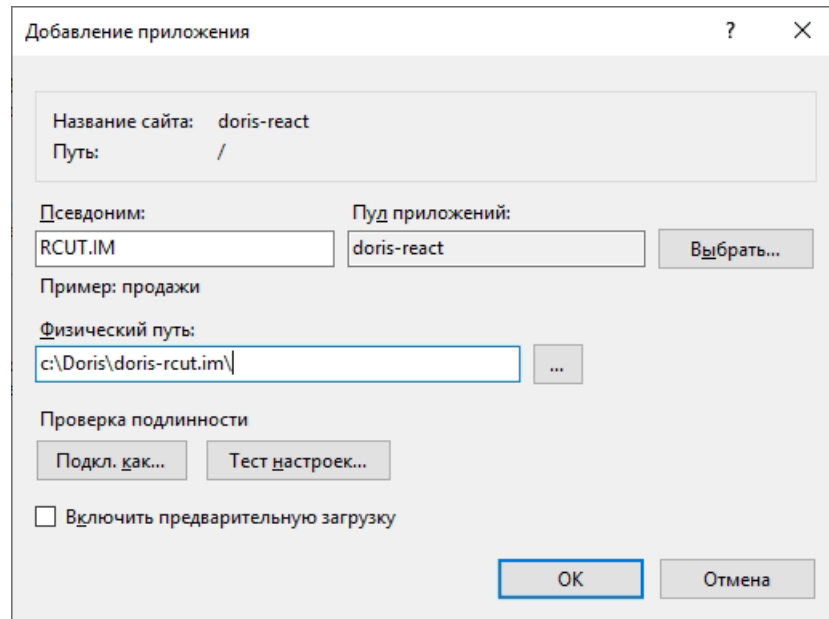 Добавление приложения
?
Название сайта: doris-react
Путь: /
Псевдоним: Пул приложений:
RCUT.IM doris-react Выбрать...
Пример: продажи
Физический путь:
c:\Doris\doris-rcut.im\ ...
Проверка подлинности
Подкл. как... Тест настроек...
Включить предварительную загрузку
ОК Отмена